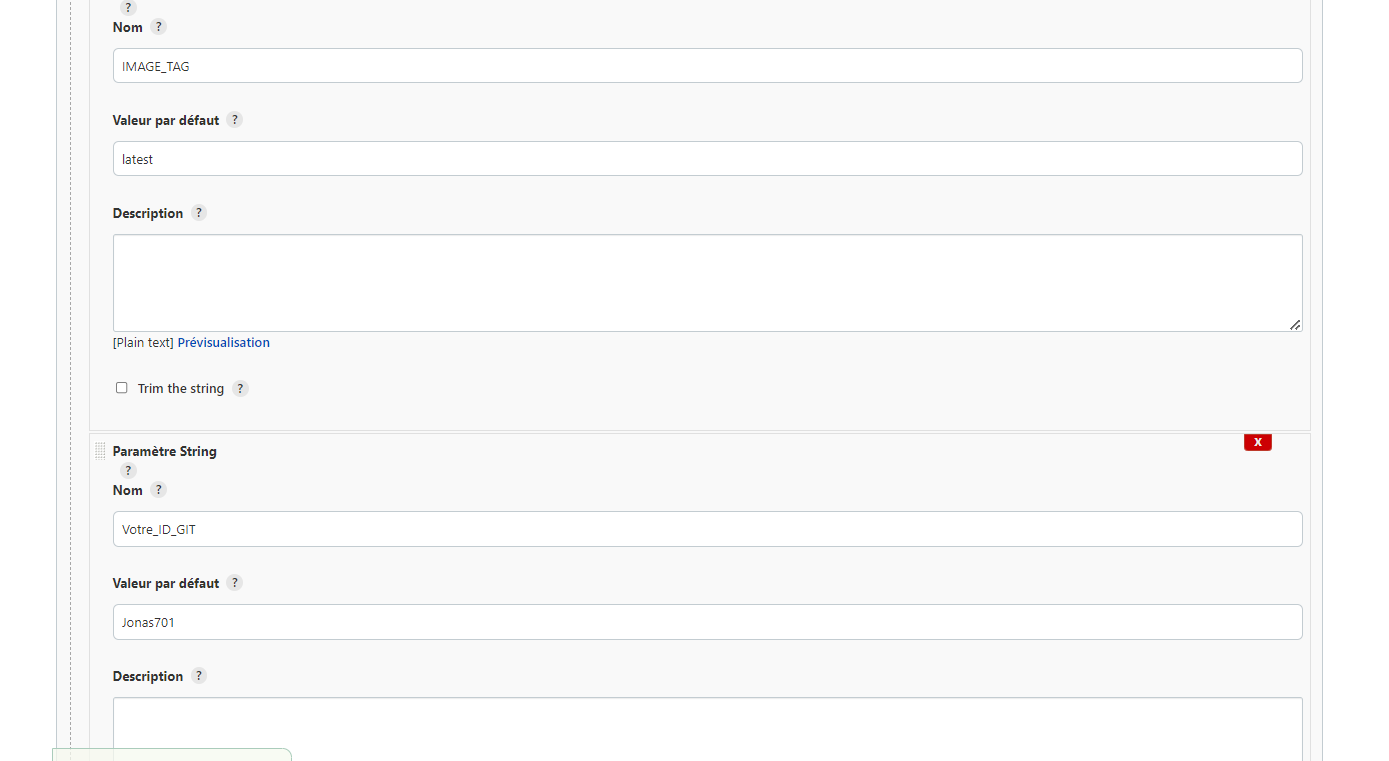 ?
Nom ?
IMAGE_TAG
Valeur par défaut ?
latest
Description ?
[Plain text] Prévisualisation
Trim the string ?
Paramètre String
X
?
Nom ?
Votre_ID_GIT
Valeur par défaut ?
Jonas701
Description ?